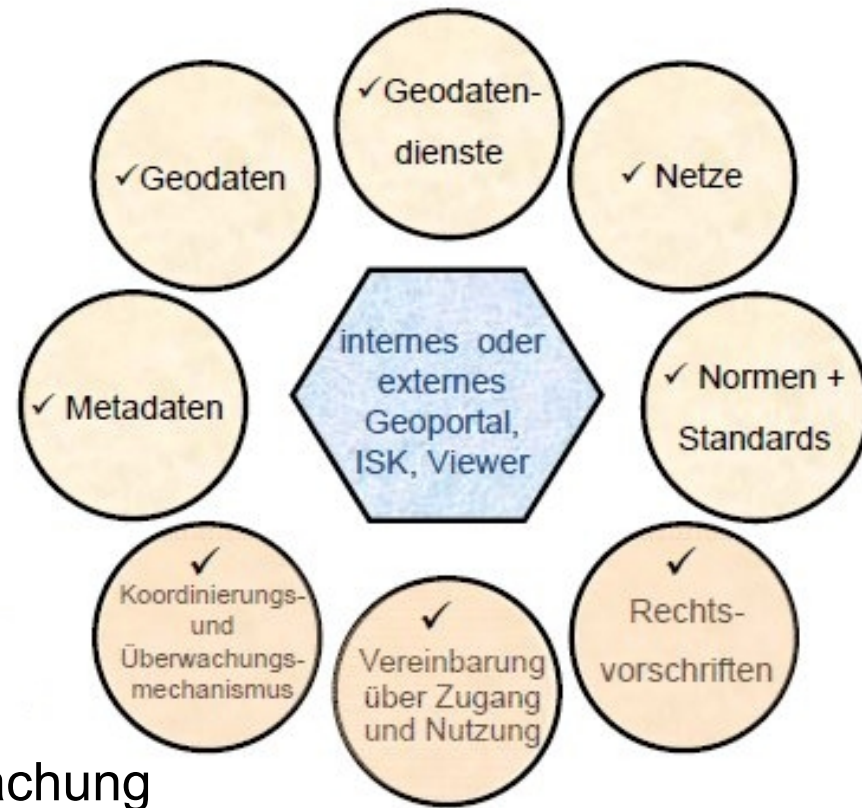 ✓Geodaten-
dienste
✓Geodaten
✓ Netze
internes oder
externes
Geoportal,
ISK, Viewer
✓ Metadaten
✓ Normen +
Standards
✓
Koordinierungs-
und
Überwachungs-
mechanismus
✓
Vereinbarung
über Zugang
und Nutzung
✓
Rechts-
vorschriften
achung